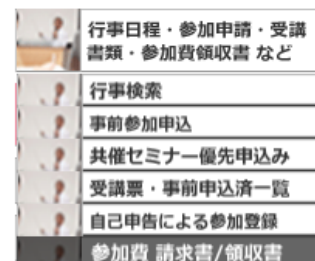 行事日程・参加申請・受講
書類・参加費領収書 など
行事検索
事前参加申込
共催セミナー優先申込み
受講票・事前申込済一覧
自己申告による参加登録
参加費 請求書/領収書